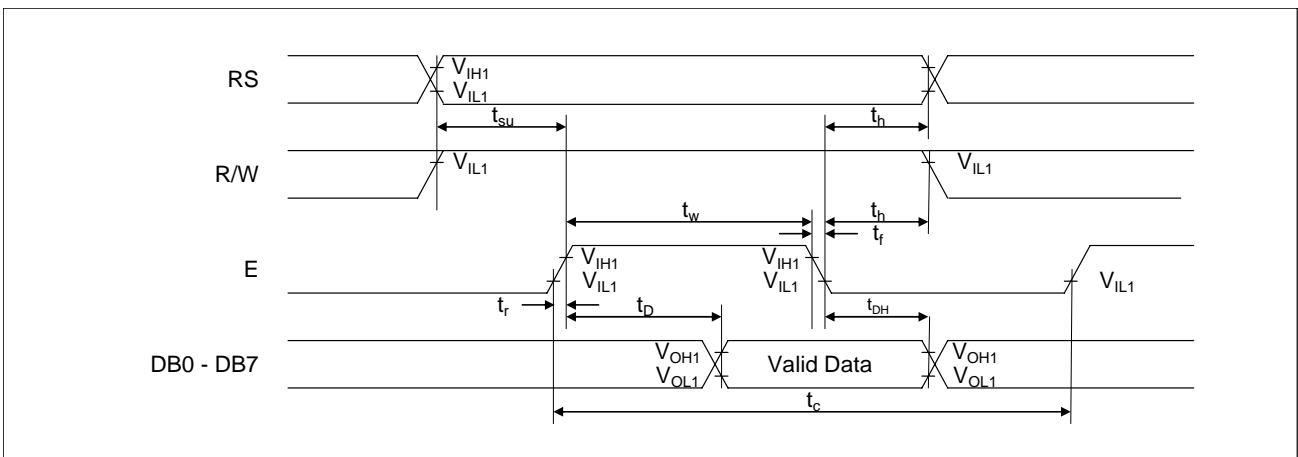 RS
VIH1
VIL1
tsu
th
R/W
VIL1
VIL1
tw
th
tf
E
VIH1
VIL1
VIH1
VIL1
VIL1
tr
tD
tDH
DB0 - DB7
VOH1
VOL1
Valid Data
VOH1
VOL1
tc